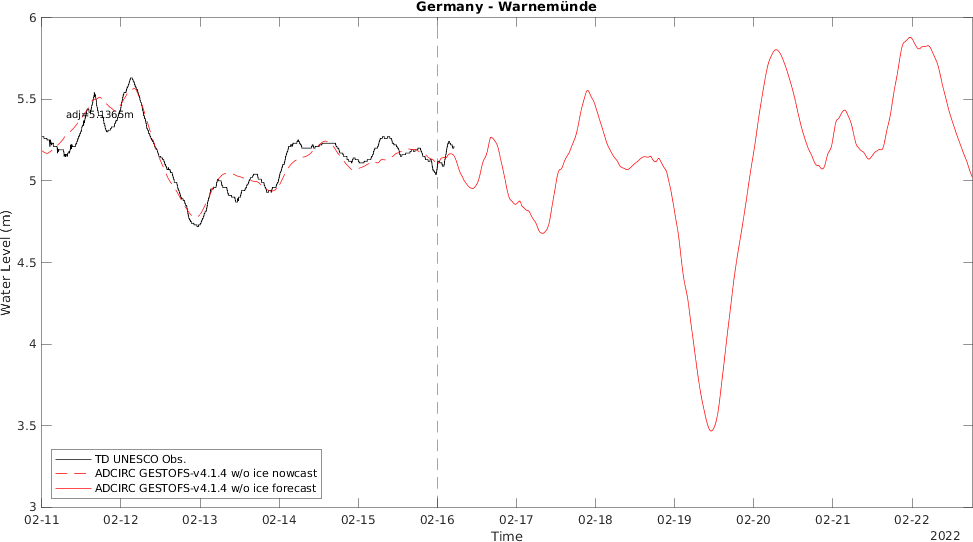 Germany - Warnemünde
6
5.5
5
4.5
4
3.5
3
Water Level (m)
adj=5.1365m
TD UNESCO Obs.
ADCIRC GESTOFS-v4.1.4 w/o ice nowcast
ADCIRC GESTOFS-v4.1.4 w/o ice forecast
02-11 02-12 02-13 02-14 02-15 02-16 02-17 02-18 02-19 02-20 02-21 02-22
Time
2022